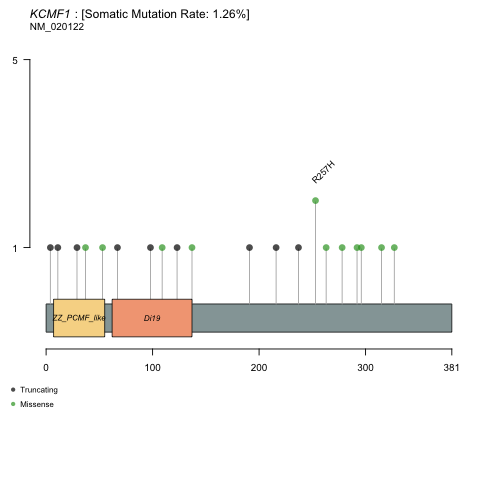 KCMF1 : [Somatic Mutation Rate: 1.26%]
NM_020122
5
R257H
1
ZZ_PCMF_like
Di19
0 100 200 300 381
Truncating
Missense